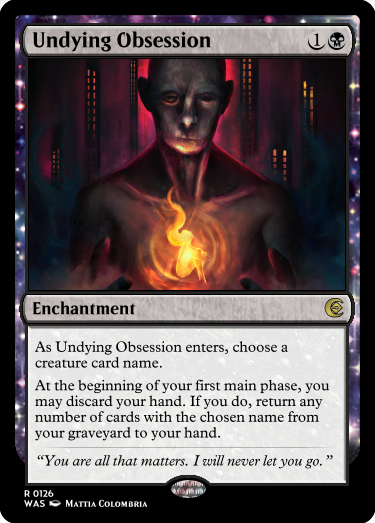 Undying Obsession 1
Enchantment
As Undying Obsession enters, choose a
creature card name.
At the beginning of your first main phase, you
may discard your hand. If you do, return any
number of cards with the chosen name from
your graveyard to your hand.
“You are all that matters. I will never let you go.”
R 0126
WAS Mattia Colombria